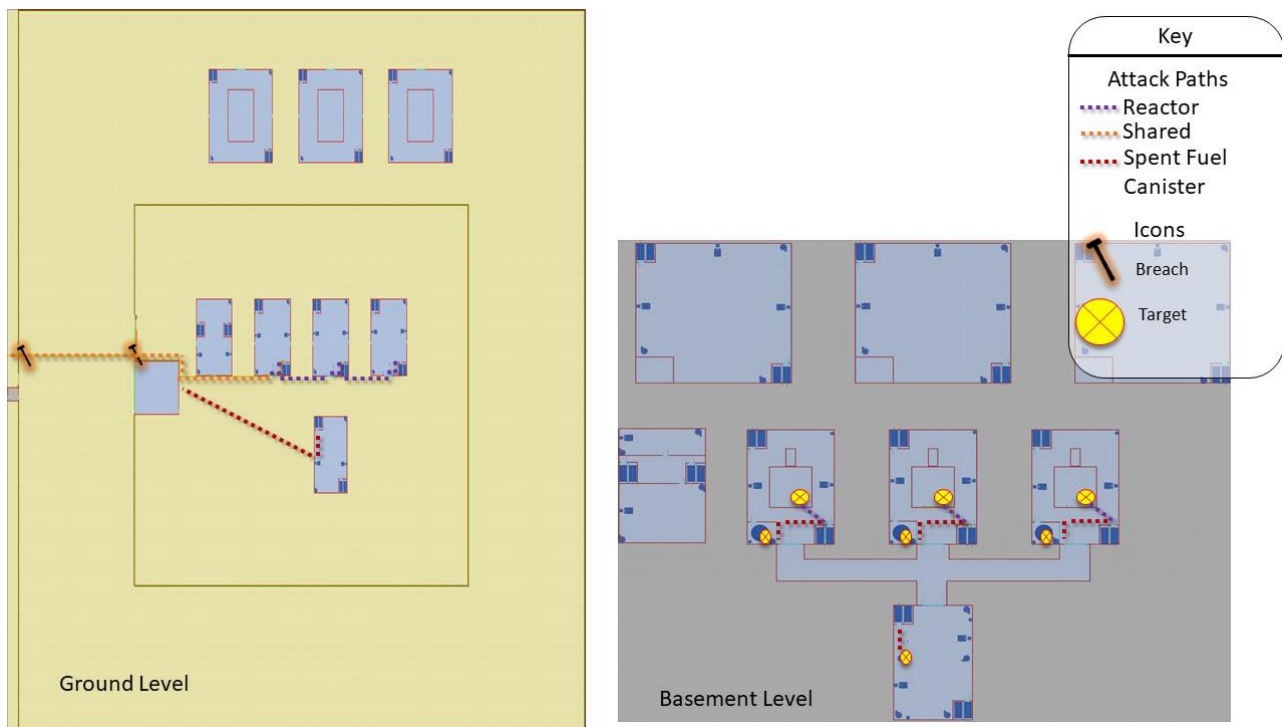 Key
Attack Paths
Reactor
Shared
Spent Fuel
Canister
Icons
Breach
Target
Ground Level
Basement Level